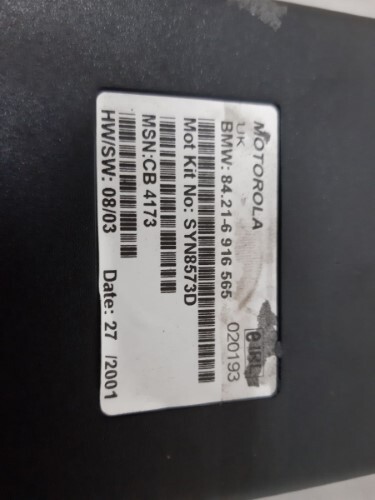 MOTOROLA
UK
BMW: 84.21-6 916 565
020193
Mot Kit No: SYN8573D
MSN:CB 4173
HW/SW: 08/03 Date: 27 /2001